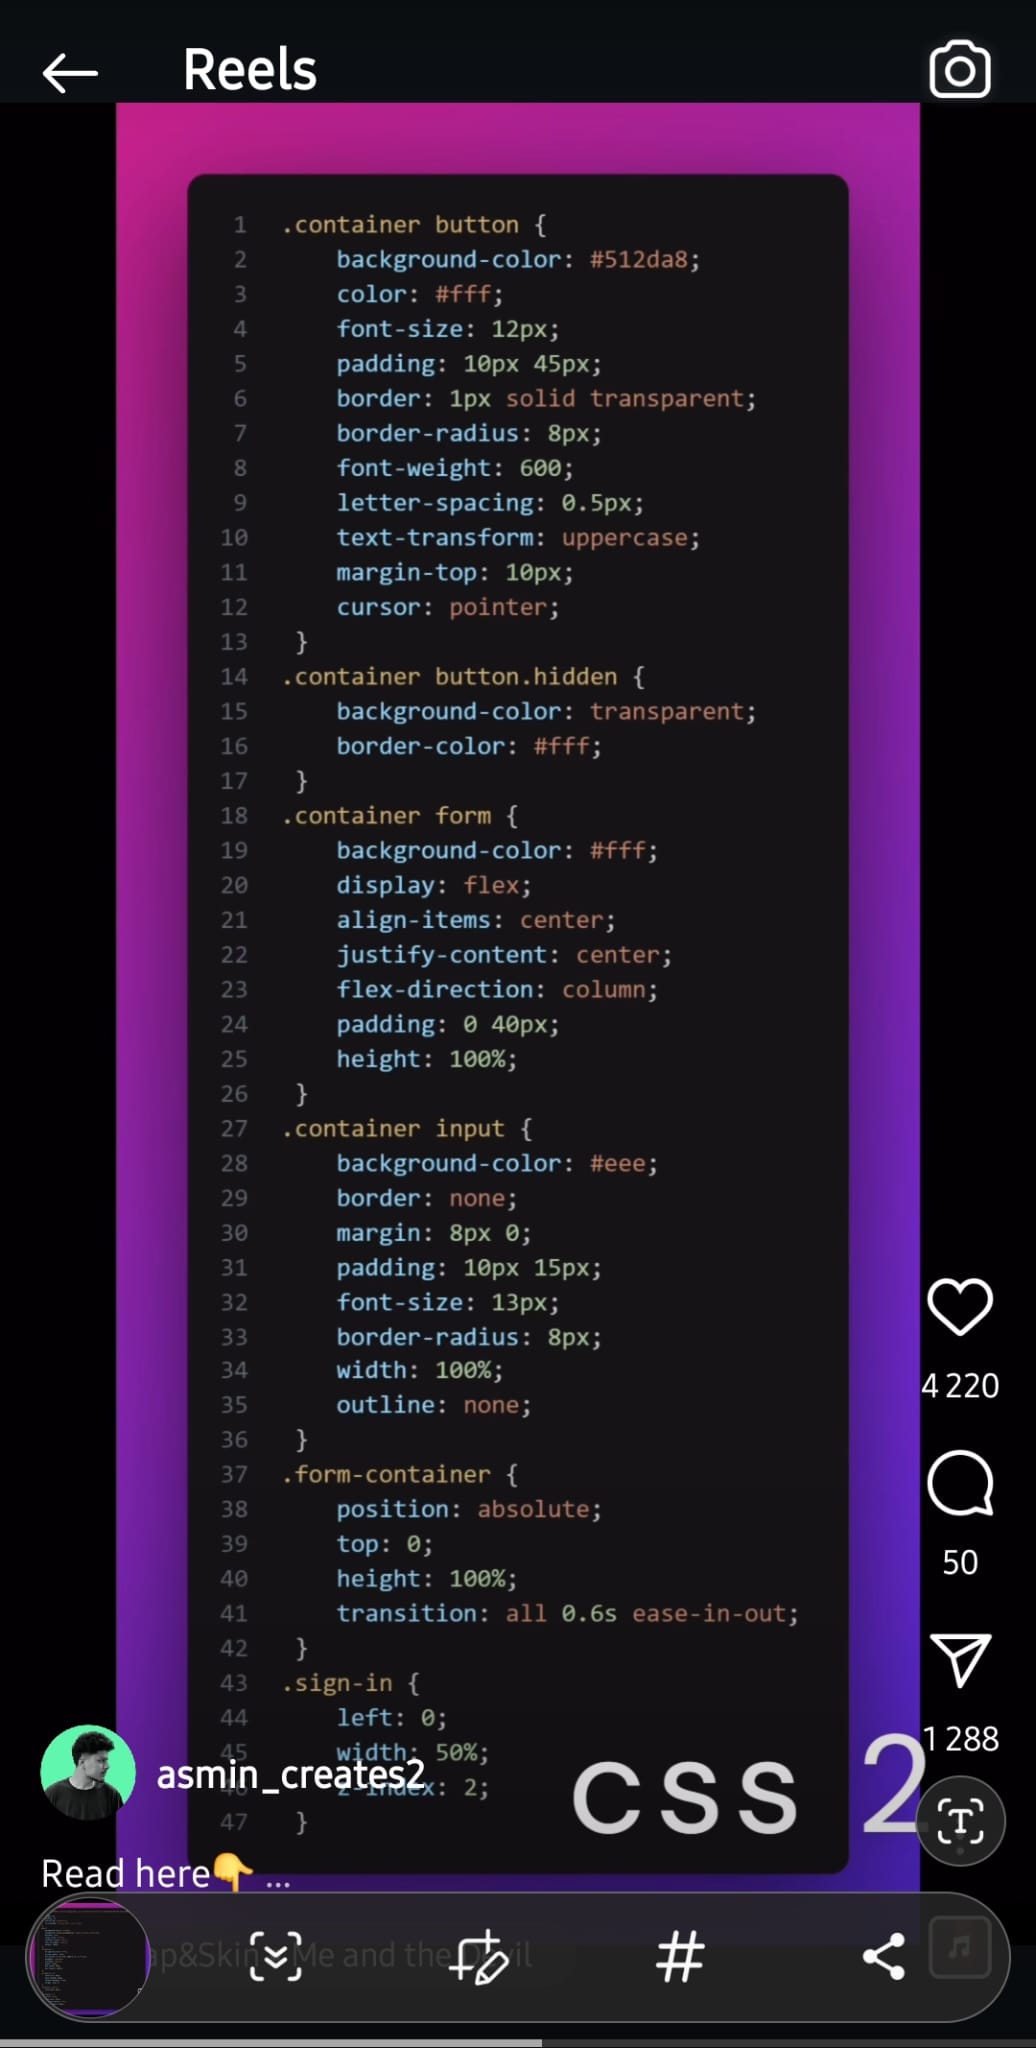 Reels
1 .container button {
2 background-color: #512da8;
3 color: #fff;
4 font-size: 12px;
5 padding: 10px 45px;
6 border: 1px solid transparent;
7 border-radius: 8px;
8 font-weight: 600;
9 letter-spacing: 0.5px;
10 text-transform: uppercase;
11 margin-top: 10px;
12 cursor: pointer;
13 }
14 .container button.hidden {
15 background-color: transparent;
16 border-color: #fff;
17 }
18 .container form {
19 background-color: #fff;
20 display: flex;
21 align-items: center;
22 justify-content: center;
23 flex-direction: column;
24 padding: 0 40px;
25 height: 100%;
26 }
27 .container input {
28 background-color: #eee;
29 border: none;
30 margin: 8px 0;
31 padding: 10px 15px;
32 font-size: 13px;
33 border-radius: 8px;
34 width: 100%;
35 outline: none;
36 }
37 .form-container {
38 position: absolute;
39 top: 0;
40 height: 100%;
41 transition: all 0.6s ease-in-out;
42 }
43 .sign-in {
44 left: 0;
45 width: 50%;
46 z-index: 2;
47 }
4 220
50
1 288
css 2
asmin_creates2
Read here👇 ...
Me and the Devil